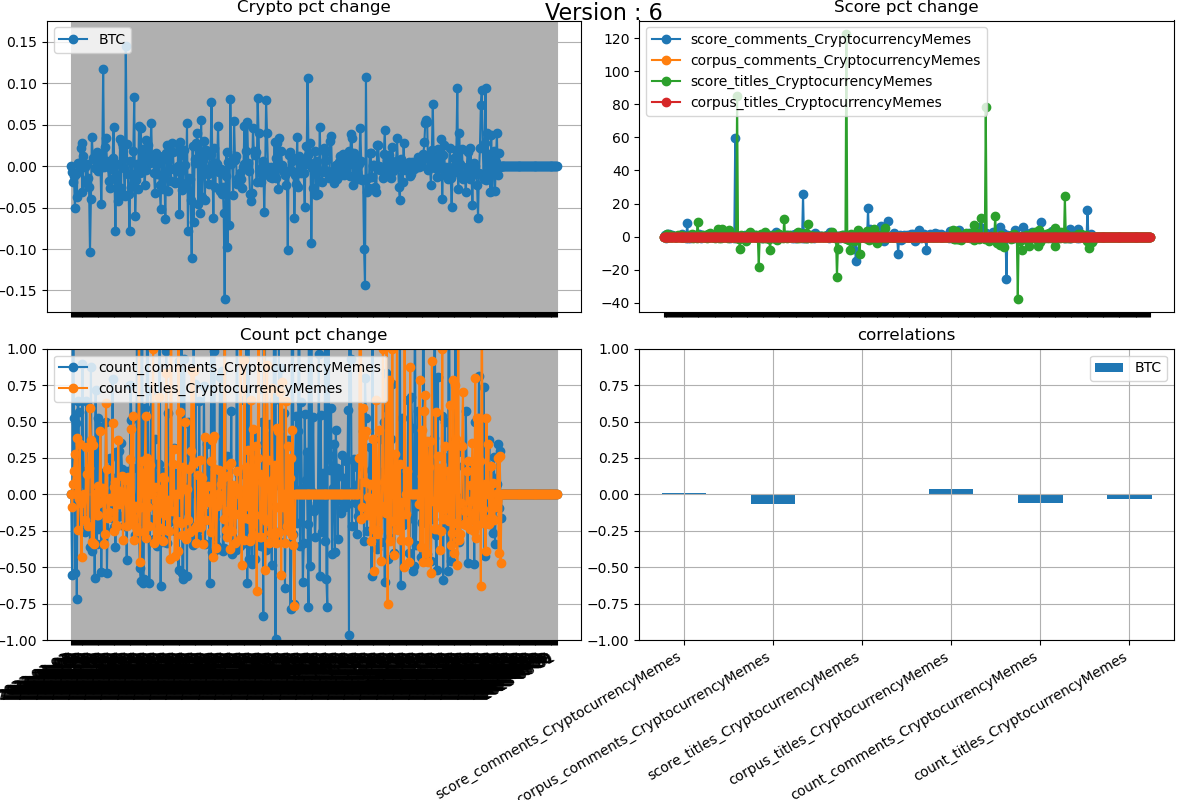 Version : 6
Crypto pct change
0.15
0.10
0.05
0.00
−0.05
−0.10
−0.15
BTC
Score pct change
120
100
80
60
40
20
0
−20
−40
score_comments_CryptocurrencyMemes
corpus_comments_CryptocurrencyMemes
score_titles_CryptocurrencyMemes
corpus_titles_CryptocurrencyMemes
Count pct change
1.00
0.75
0.50
0.25
0.00
−0.25
−0.50
−0.75
−1.00
count_comments_CryptocurrencyMemes
count_titles_CryptocurrencyMemes
correlations
1.00
0.75
0.50
0.25
0.00
−0.25
−0.50
−0.75
−1.00
BTC
score_comments_CryptocurrencyMemes
corpus_comments_CryptocurrencyMemes
score_titles_CryptocurrencyMemes
corpus_titles_CryptocurrencyMemes
count_comments_CryptocurrencyMemes
count_titles_CryptocurrencyMemes